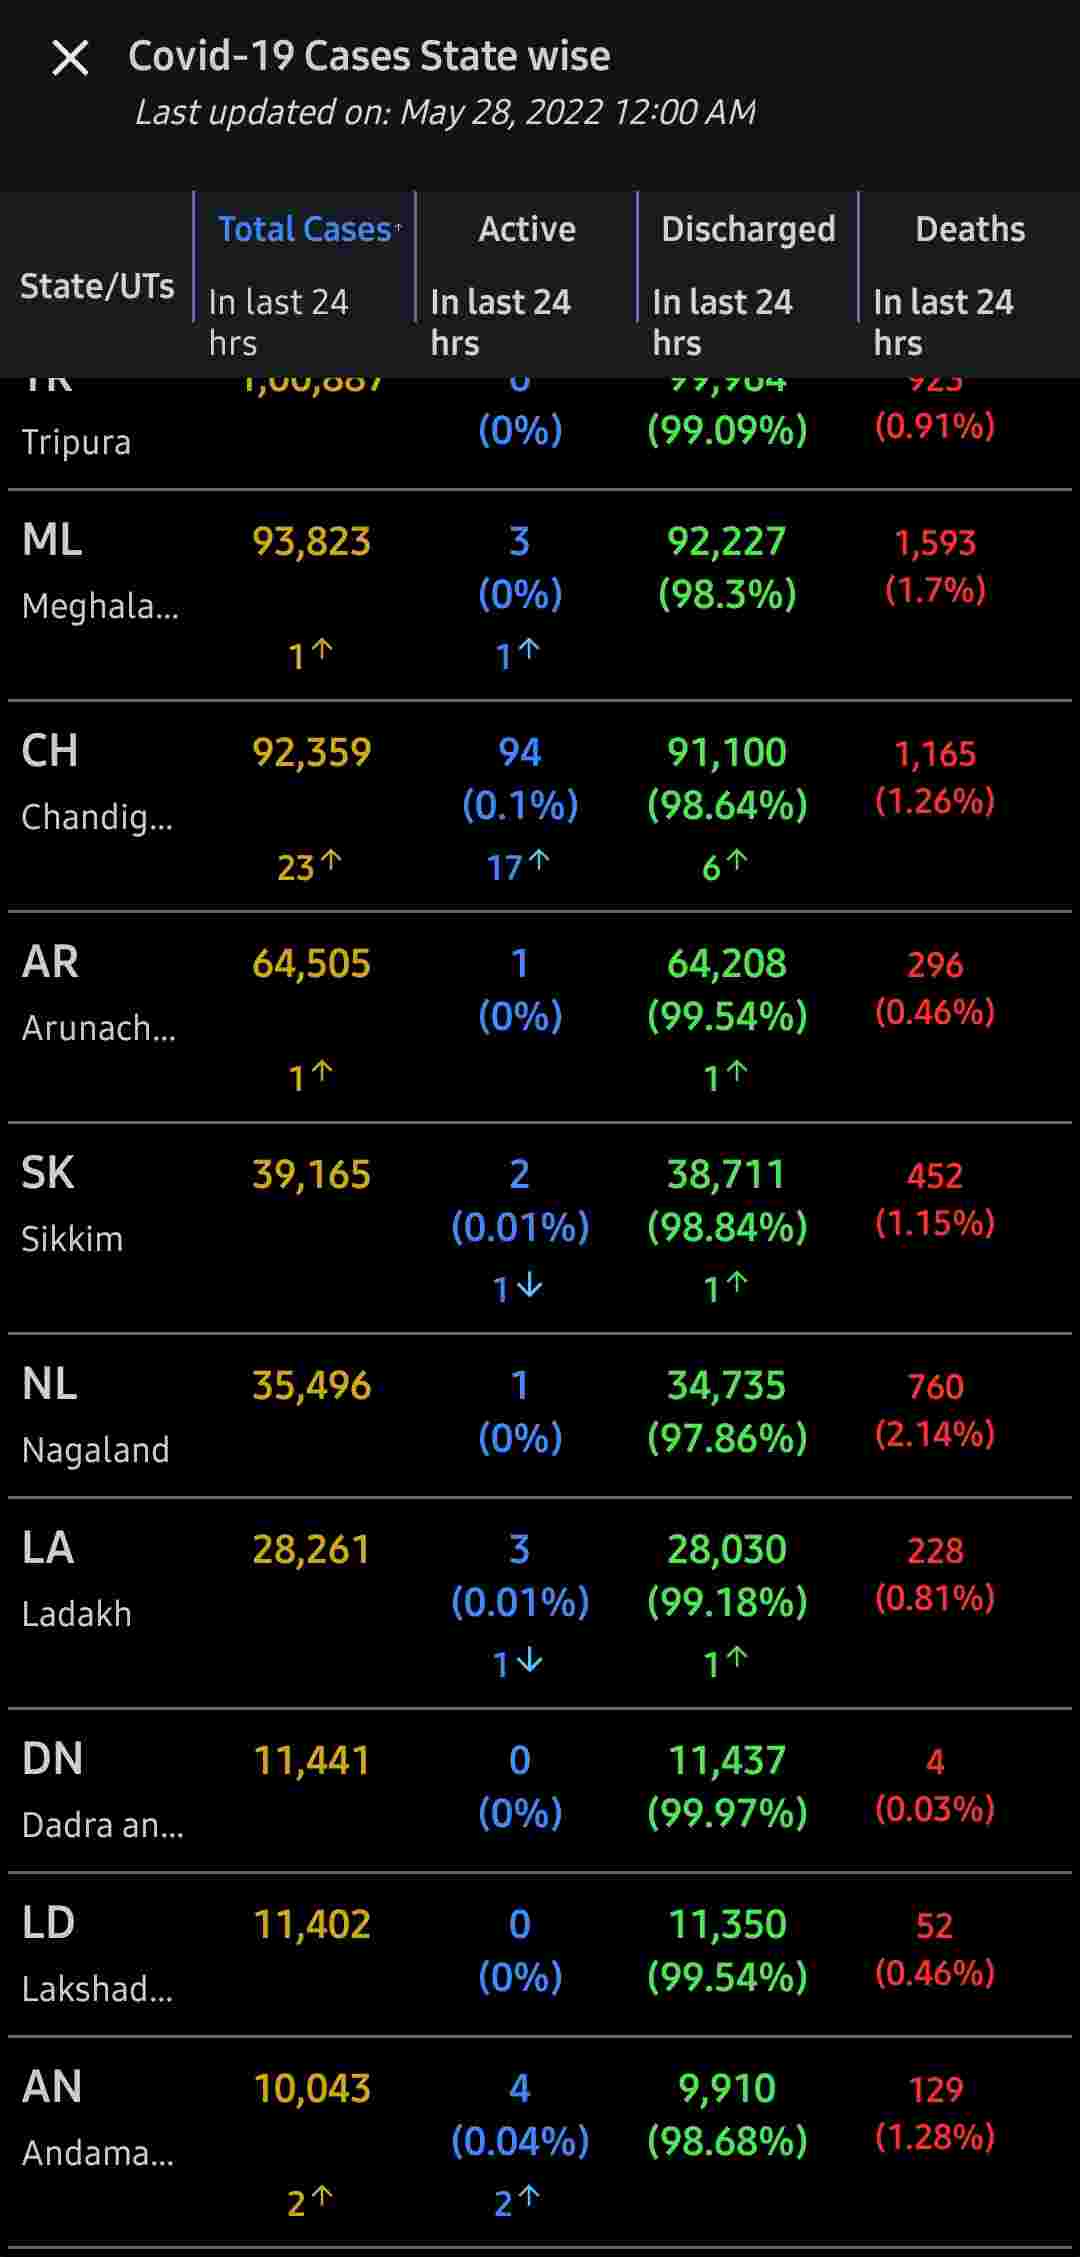 Covid-19 Cases State wise
Last updated on: May 28, 2022 12:00 AM
State/UTs Total Cases↑ Active Discharged Deaths
In last 24 hrs In last 24 hrs In last 24 hrs In last 24 hrs
TR 1,00,887 0 99,964 923
Tripura (0%) (99.09%) (0.91%)
ML 93,823 3 92,227 1,593
Meghala... (0%) (98.3%) (1.7%)
1↑ 1↑
CH 92,359 94 91,100 1,165
Chandig... (0.1%) (98.64%) (1.26%)
23↑ 17↑ 6↑
AR 64,505 1 64,208 296
Arunach... (0%) (99.54%) (0.46%)
1↑ 1↑
SK 39,165 2 38,711 452
Sikkim (0.01%) (98.84%) (1.15%)
1↓ 1↑
NL 35,496 1 34,735 760
Nagaland (0%) (97.86%) (2.14%)
LA 28,261 3 28,030 228
Ladakh (0.01%) (99.18%) (0.81%)
1↓ 1↑
DN 11,441 0 11,437 4
Dadra an... (0%) (99.97%) (0.03%)
LD 11,402 0 11,350 52
Lakshad... (0%) (99.54%) (0.46%)
AN 10,043 4 9,910 129
Andama... (0.04%) (98.68%) (1.28%)
2↑ 2↑